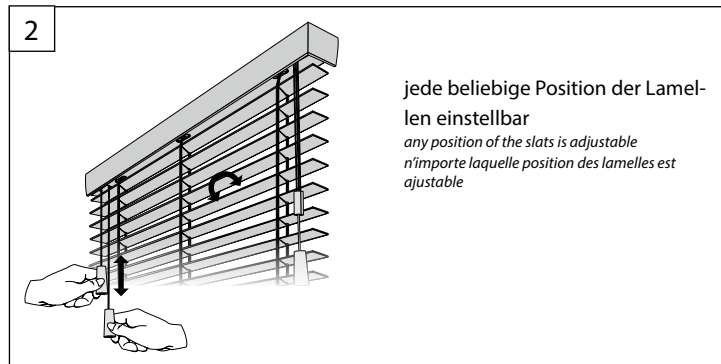 2
jede beliebige Position der Lamel-
len einstellbar
any position of the slats is adjustable
n'importe laquelle position des lamelles est
ajustable